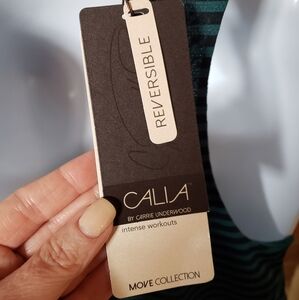 REVERSIBLE
CALIA
BY CARRIE UNDERWOOD
intense workouts
MOVE COLLECTION